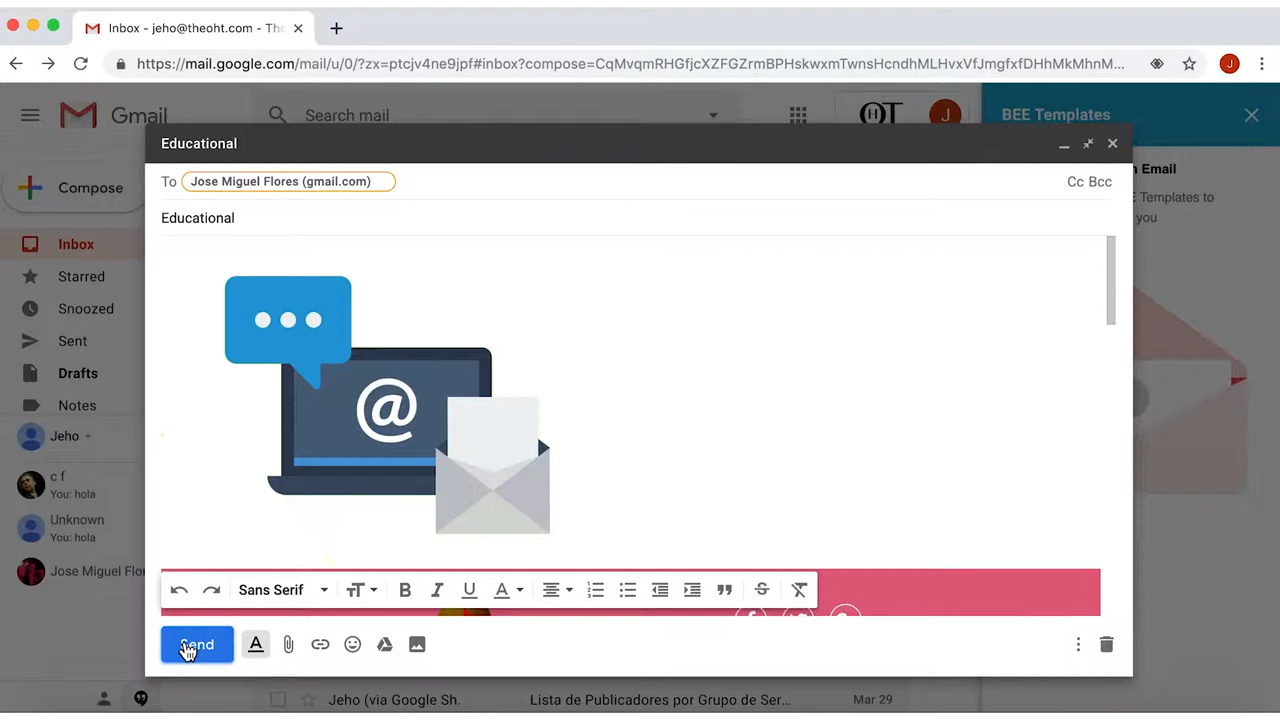 Inbox - jeho@theoht.com - The
https://mail.google.com/mail/u/0/?zx=ptcjv4ne9jpf#inbox?compose=CqMvqmRHGfjcXZFGZrmBPHskwxmTwnsHcndhMLHvxVfJmgfxfDHhMkMhnM...
J
Gmail
Search mail
OHT
J
BEE Templates
Educational
Compose
To Jose Miguel Flores (gmail.com)
Cc Bcc
n Email
E Templates to
you
Educational
Inbox
Starred
Snoozed
Sent
@
Drafts
Notes
Jeho
c f
You: hola
Unknown
You: hola
Jose Miguel Flor
Sans Serif
B I U A
Send
A
Jeho (via Google Sh.
Lista de Publicadores por Grupo de Ser...
Mar 29